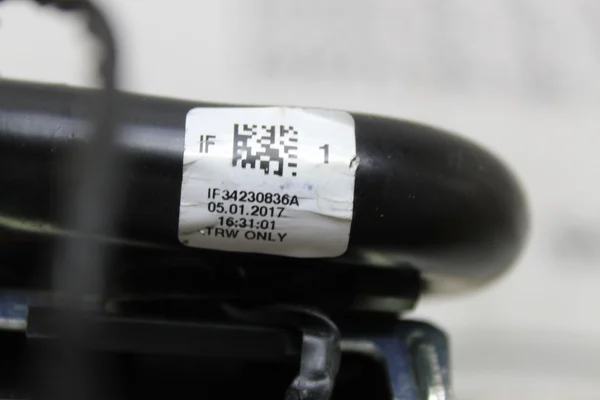 IF 1
IF34230836A
05.01.2017
16:31:01
TRW ONLY